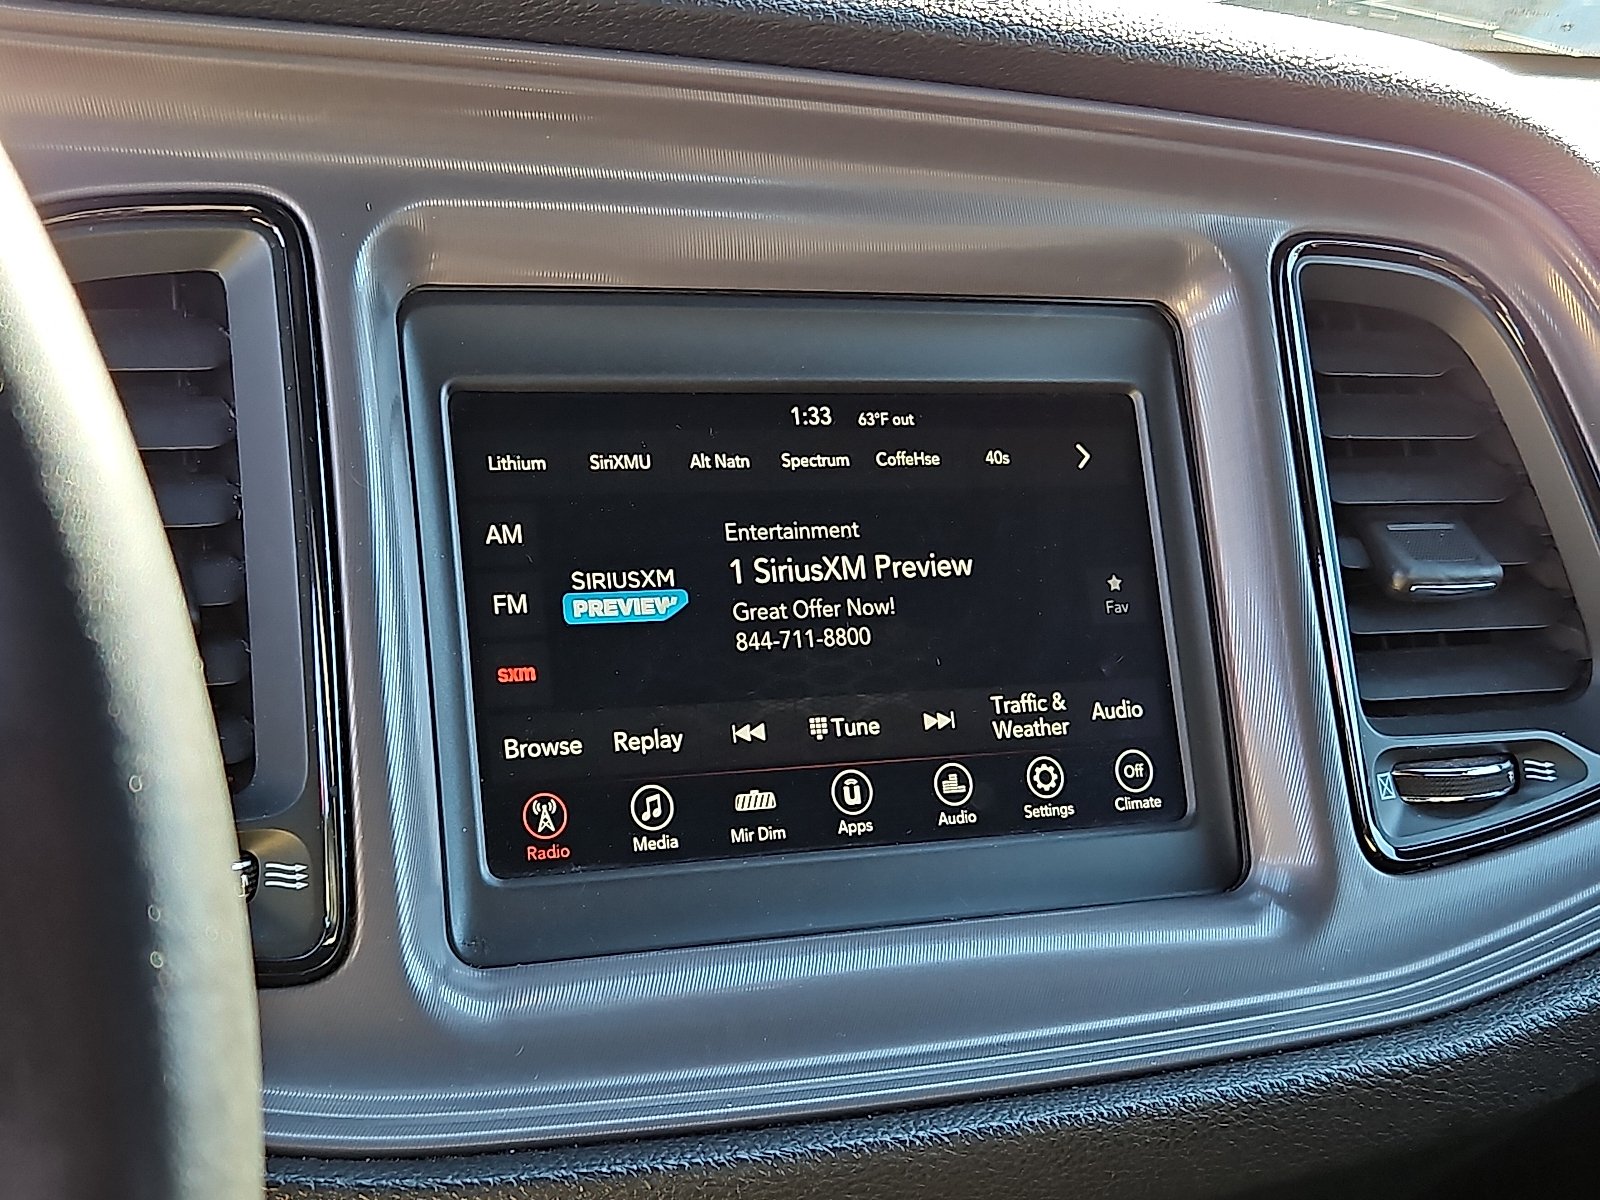 1:33 63°F out
Lithium SiriXMU Alt Natn Spectrum CoffeHse 40s
AM
FM
sxm
SIRIUSXM
PREVIEW
Entertainment
1 SiriusXM Preview
Great Offer Now!
844-711-8800
Fav
Browse Replay Tune Traffic &
Weather Audio
Radio Media Mir Dim Apps Audio Settings Off
Climate